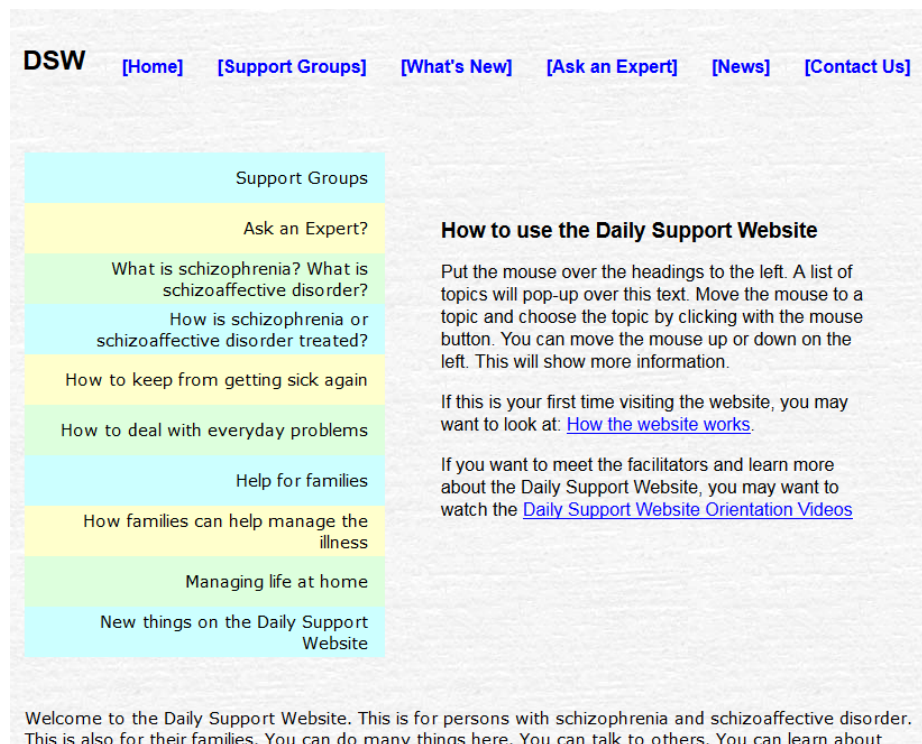 DSW [Home] [Support Groups] [What's New] [Ask an Expert] [News] [Contact Us]
Support Groups
Ask an Expert?
What is schizophrenia? What is
schizoaffective disorder?
How is schizophrenia or
schizoaffective disorder treated?
How to keep from getting sick again
How to deal with everyday problems
Help for families
How families can help manage the
illness
Managing life at home
New things on the Daily Support
Website
How to use the Daily Support Website
Put the mouse over the headings to the left. A list of
topics will pop-up over this text. Move the mouse to a
topic and choose the topic by clicking with the mouse
button. You can move the mouse up or down on the
left. This will show more information.
If this is your first time visiting the website, you may
want to look at: How the website works.
If you want to meet the facilitators and learn more
about the Daily Support Website, you may want to
watch the Daily Support Website Orientation Videos
Welcome to the Daily Support Website. This is for persons with schizophrenia and schizoaffective disorder.
This is also for their families. You can do many things here. You can talk to others. You can learn about